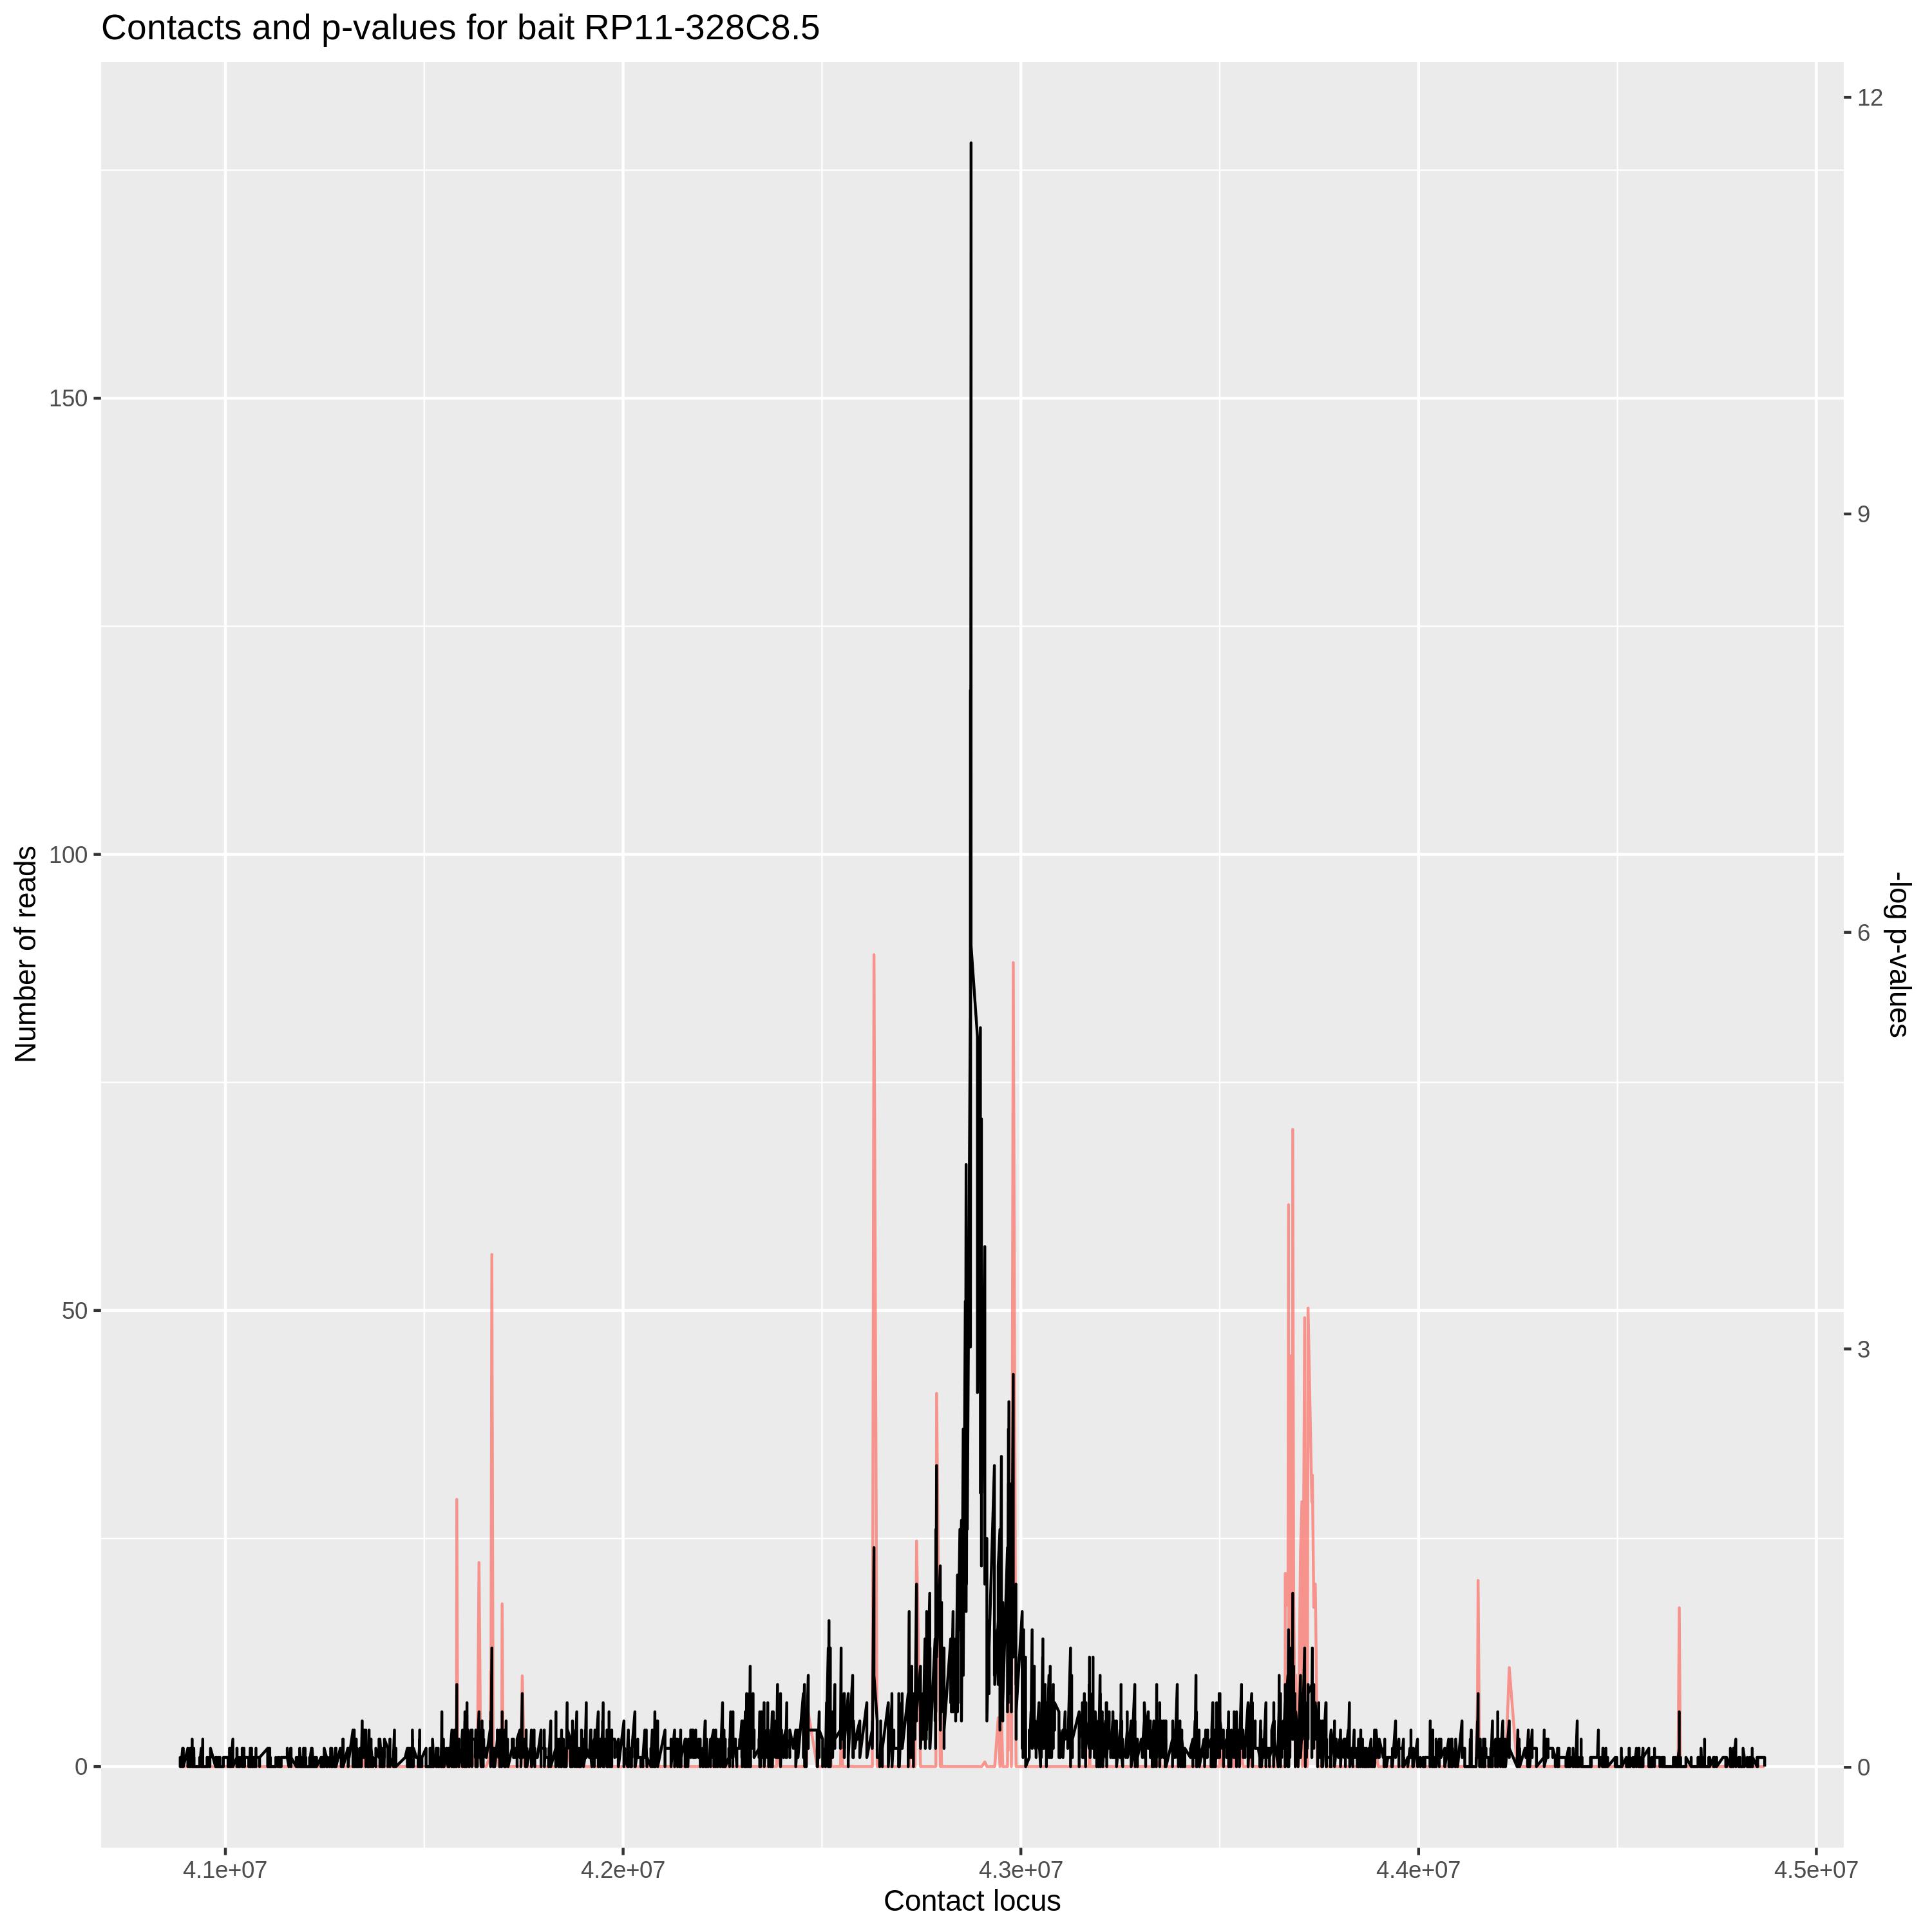 Contacts and p-values for bait RP11-328C8.5
Number of reads
150
100
50
0
12
9
6
3
0
-log p-values
4.1e+07 4.2e+07 4.3e+07 4.4e+07 4.5e+07
Contact locus